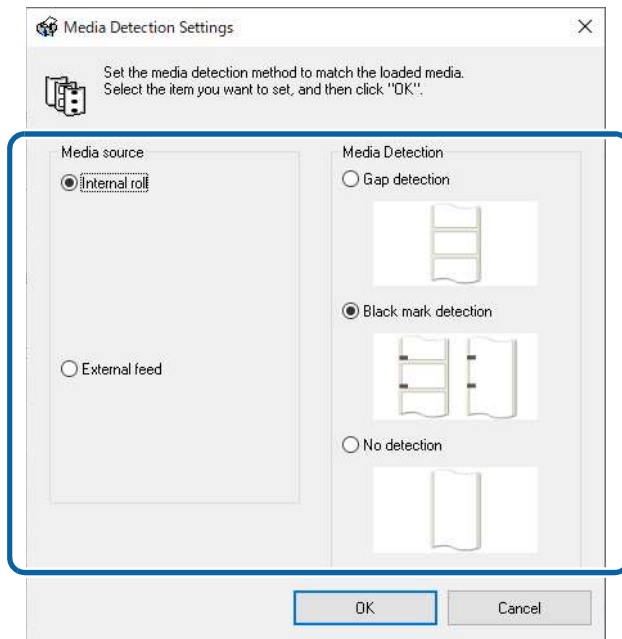 Media Detection Settings
Set the media detection method to match the loaded media.
Select the item you want to set, and then click "OK".
Media source
Internal roll
External feed
Media Detection
Gap detection
Black mark detection
No detection
OK
Cancel